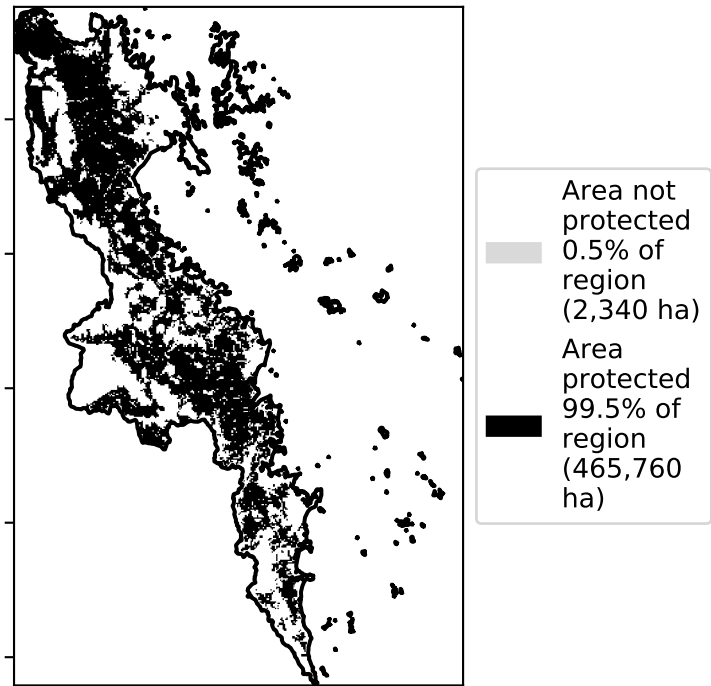 Area not
protected
0.5% of
region
(2,340 ha)
Area
protected
99.5% of
region
(465,760
ha)